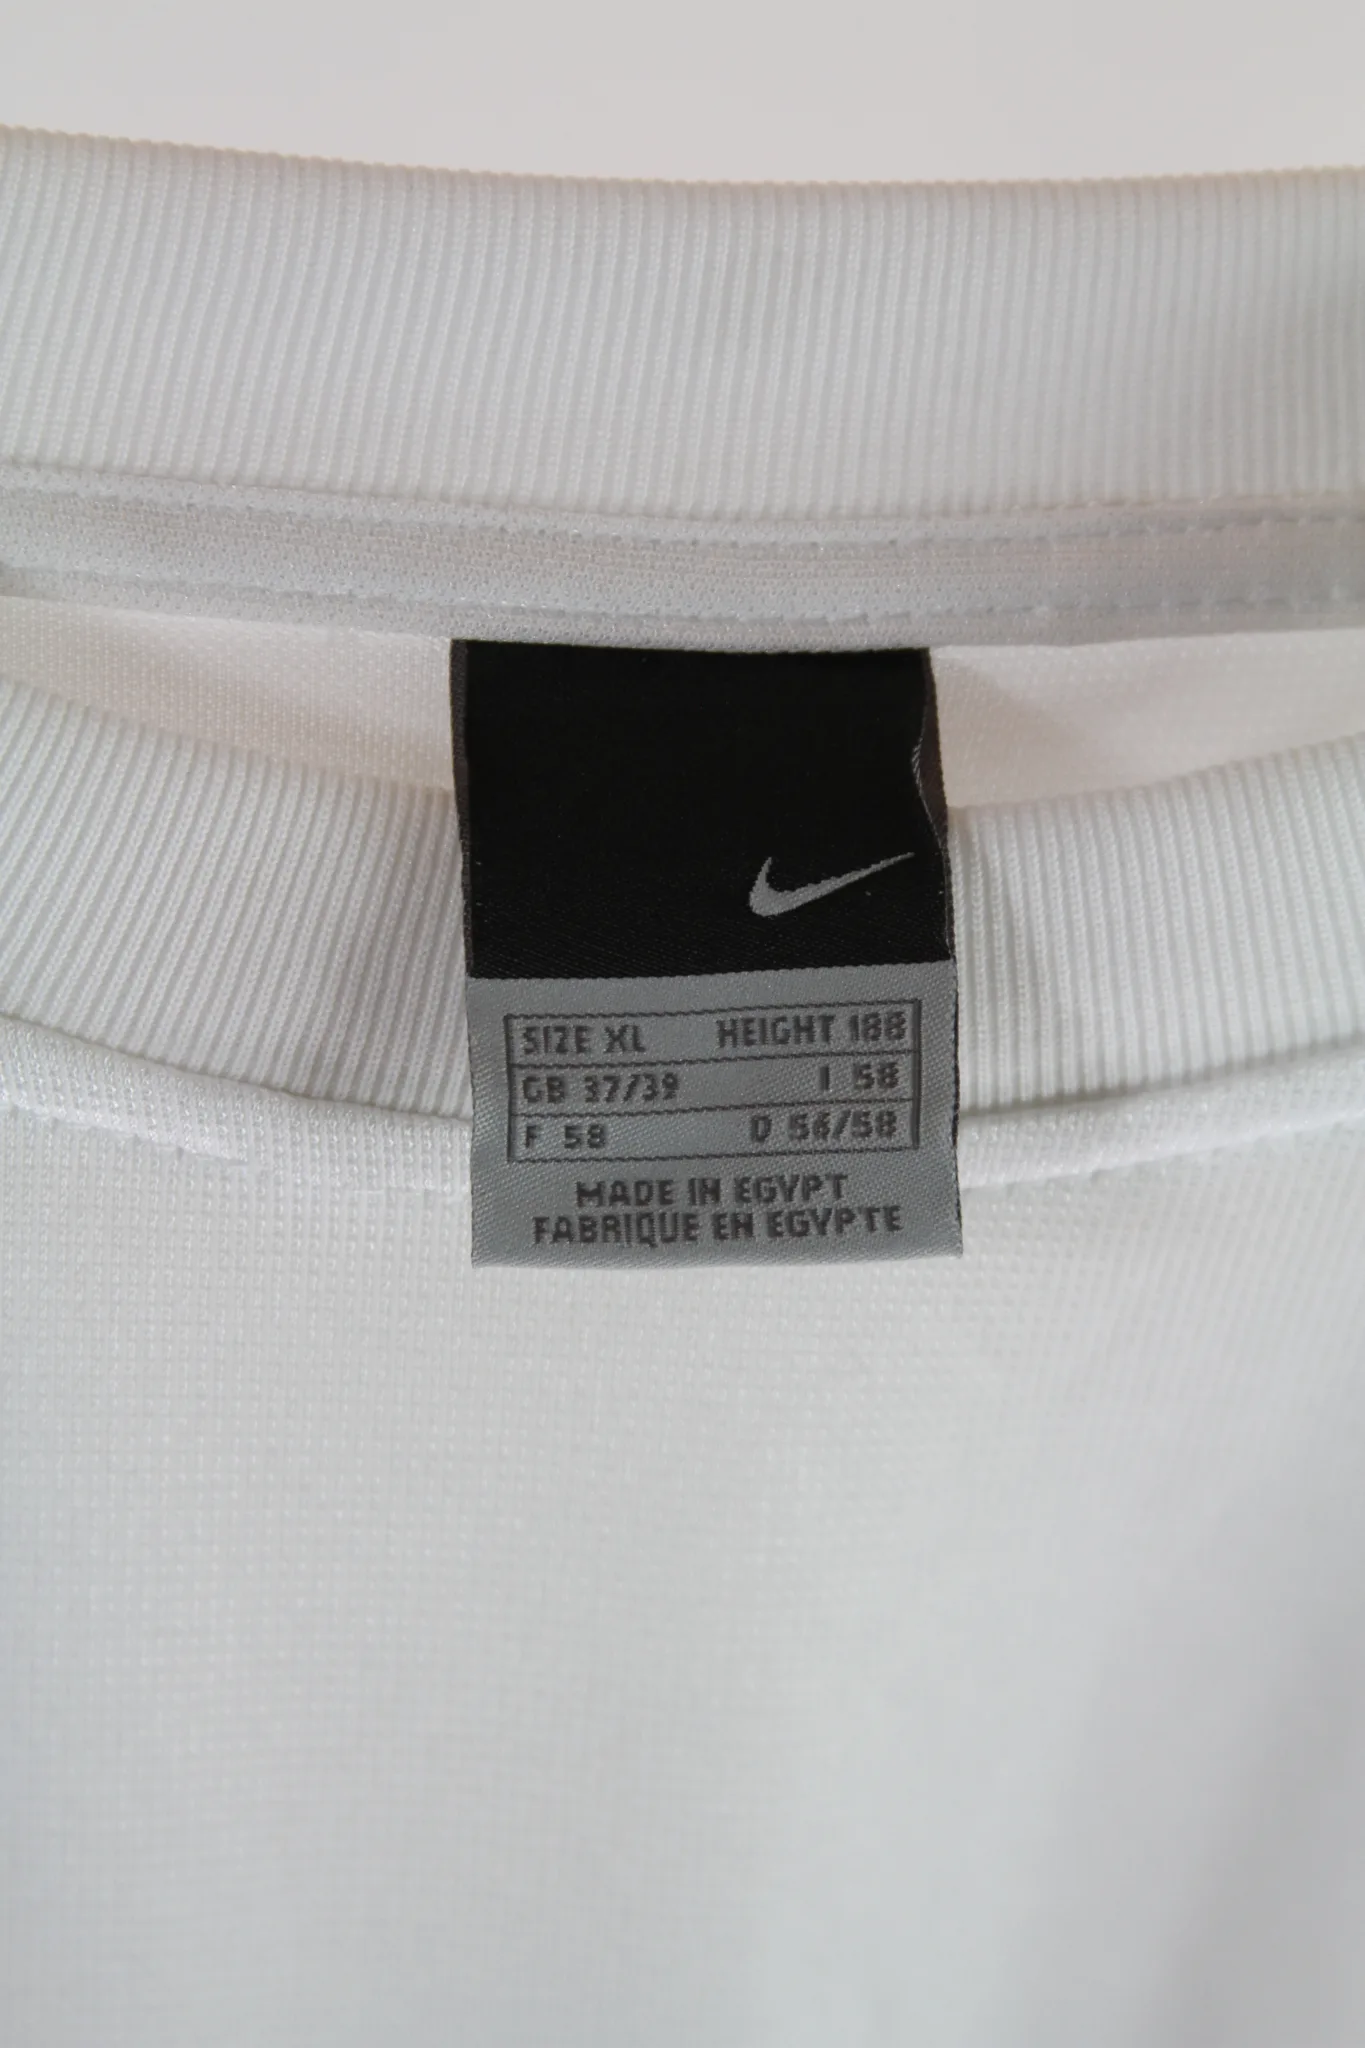 SIZE XL HEIGHT 188
GB 37/39 I 58
F 58 D 56/58
MADE IN EGYPT
FABRIQUE EN EGYPTE